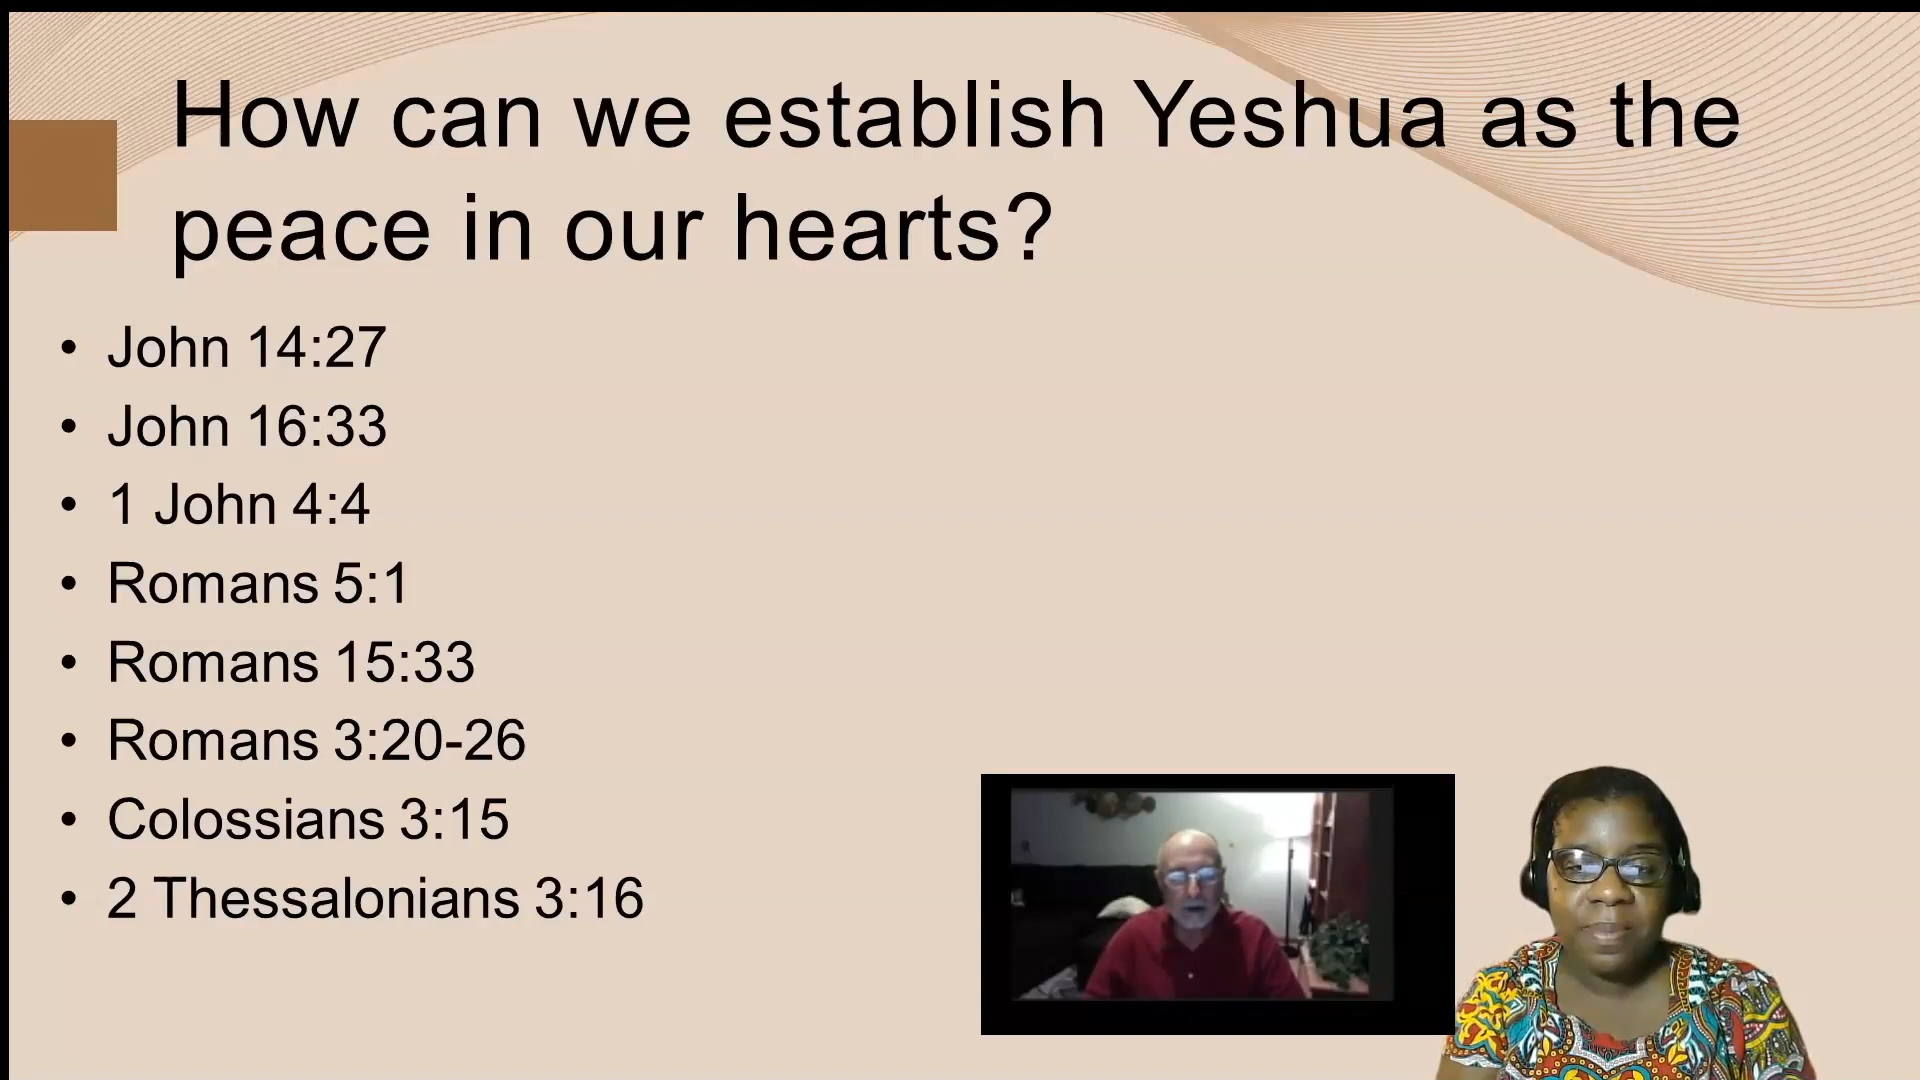 How can we establish Yeshua as the
peace in our hearts?
• John 14:27
• John 16:33
• 1 John 4:4
• Romans 5:1
• Romans 15:33
• Romans 3:20-26
• Colossians 3:15
• 2 Thessalonians 3:16